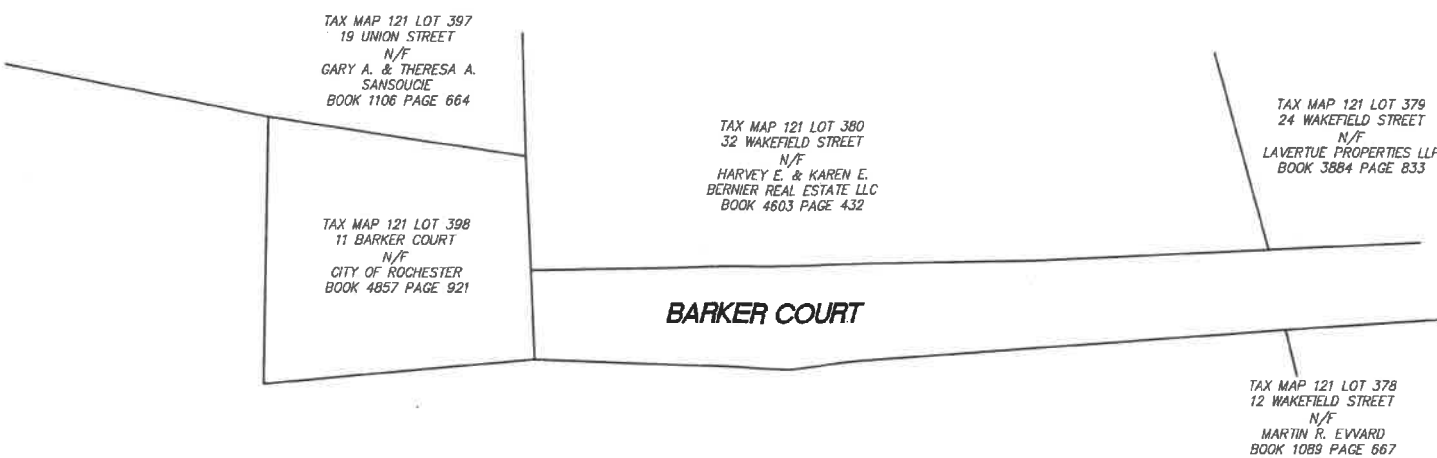 TAX MAP 121 LOT 397
19 UNION STREET
N/F
GARY A. & THERESA A.
SANSOUCIE
BOOK 1106 PAGE 664
TAX MAP 121 LOT 380
32 WAKEFIELD STREET
N/F
HARVEY E. & KAREN E.
BERNIER REAL ESTATE LLC
BOOK 4603 PAGE 432
TAX MAP 121 LOT 379
24 WAKEFIELD STREET
N/F
LAVERTUE PROPERTIES LLP
BOOK 3884 PAGE 833
TAX MAP 121 LOT 398
11 BARKER COURT
N/F
CITY OF ROCHESTER
BOOK 4857 PAGE 921
BARKER COURT
TAX MAP 121 LOT 378
12 WAKEFIELD STREET
N/F
MARTIN R. EVVARD
BOOK 1089 PAGE 667